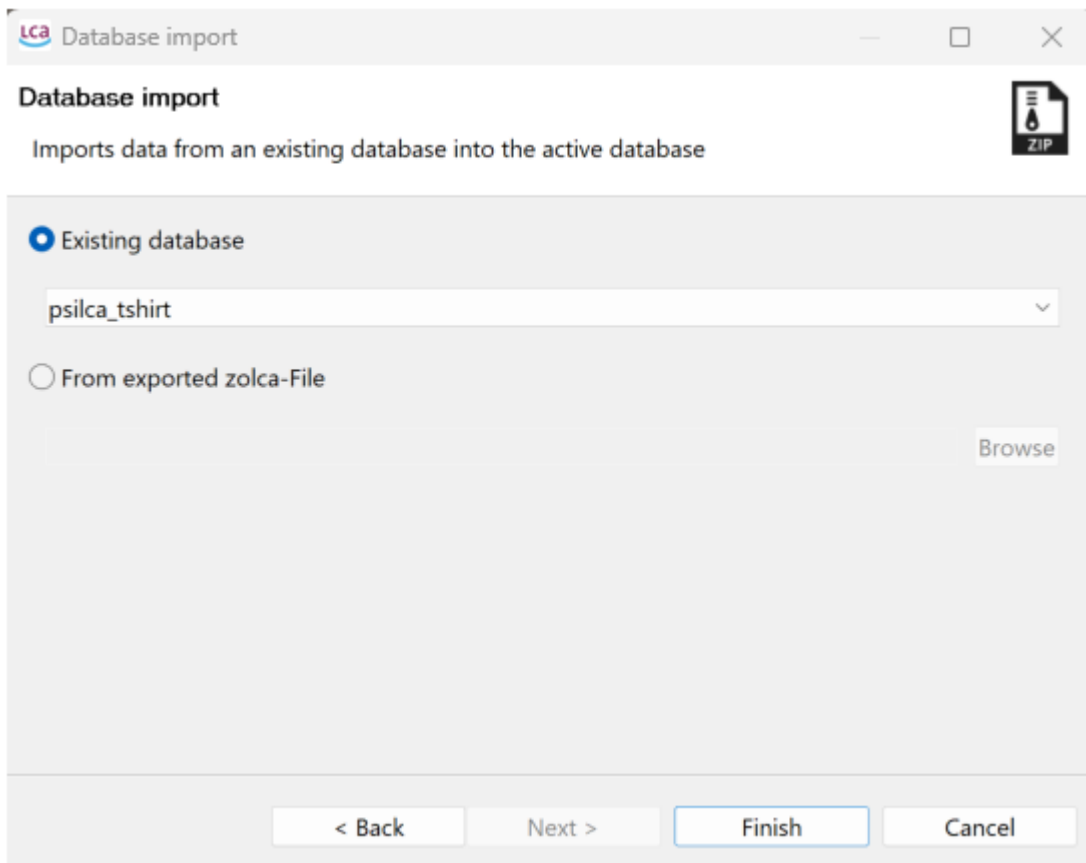 LCa Database import
Database import
Imports data from an existing database into the active database
ZIP
Existing database
psilca_tshirt
From exported zolca-File
Browse
< Back Next > Finish Cancel